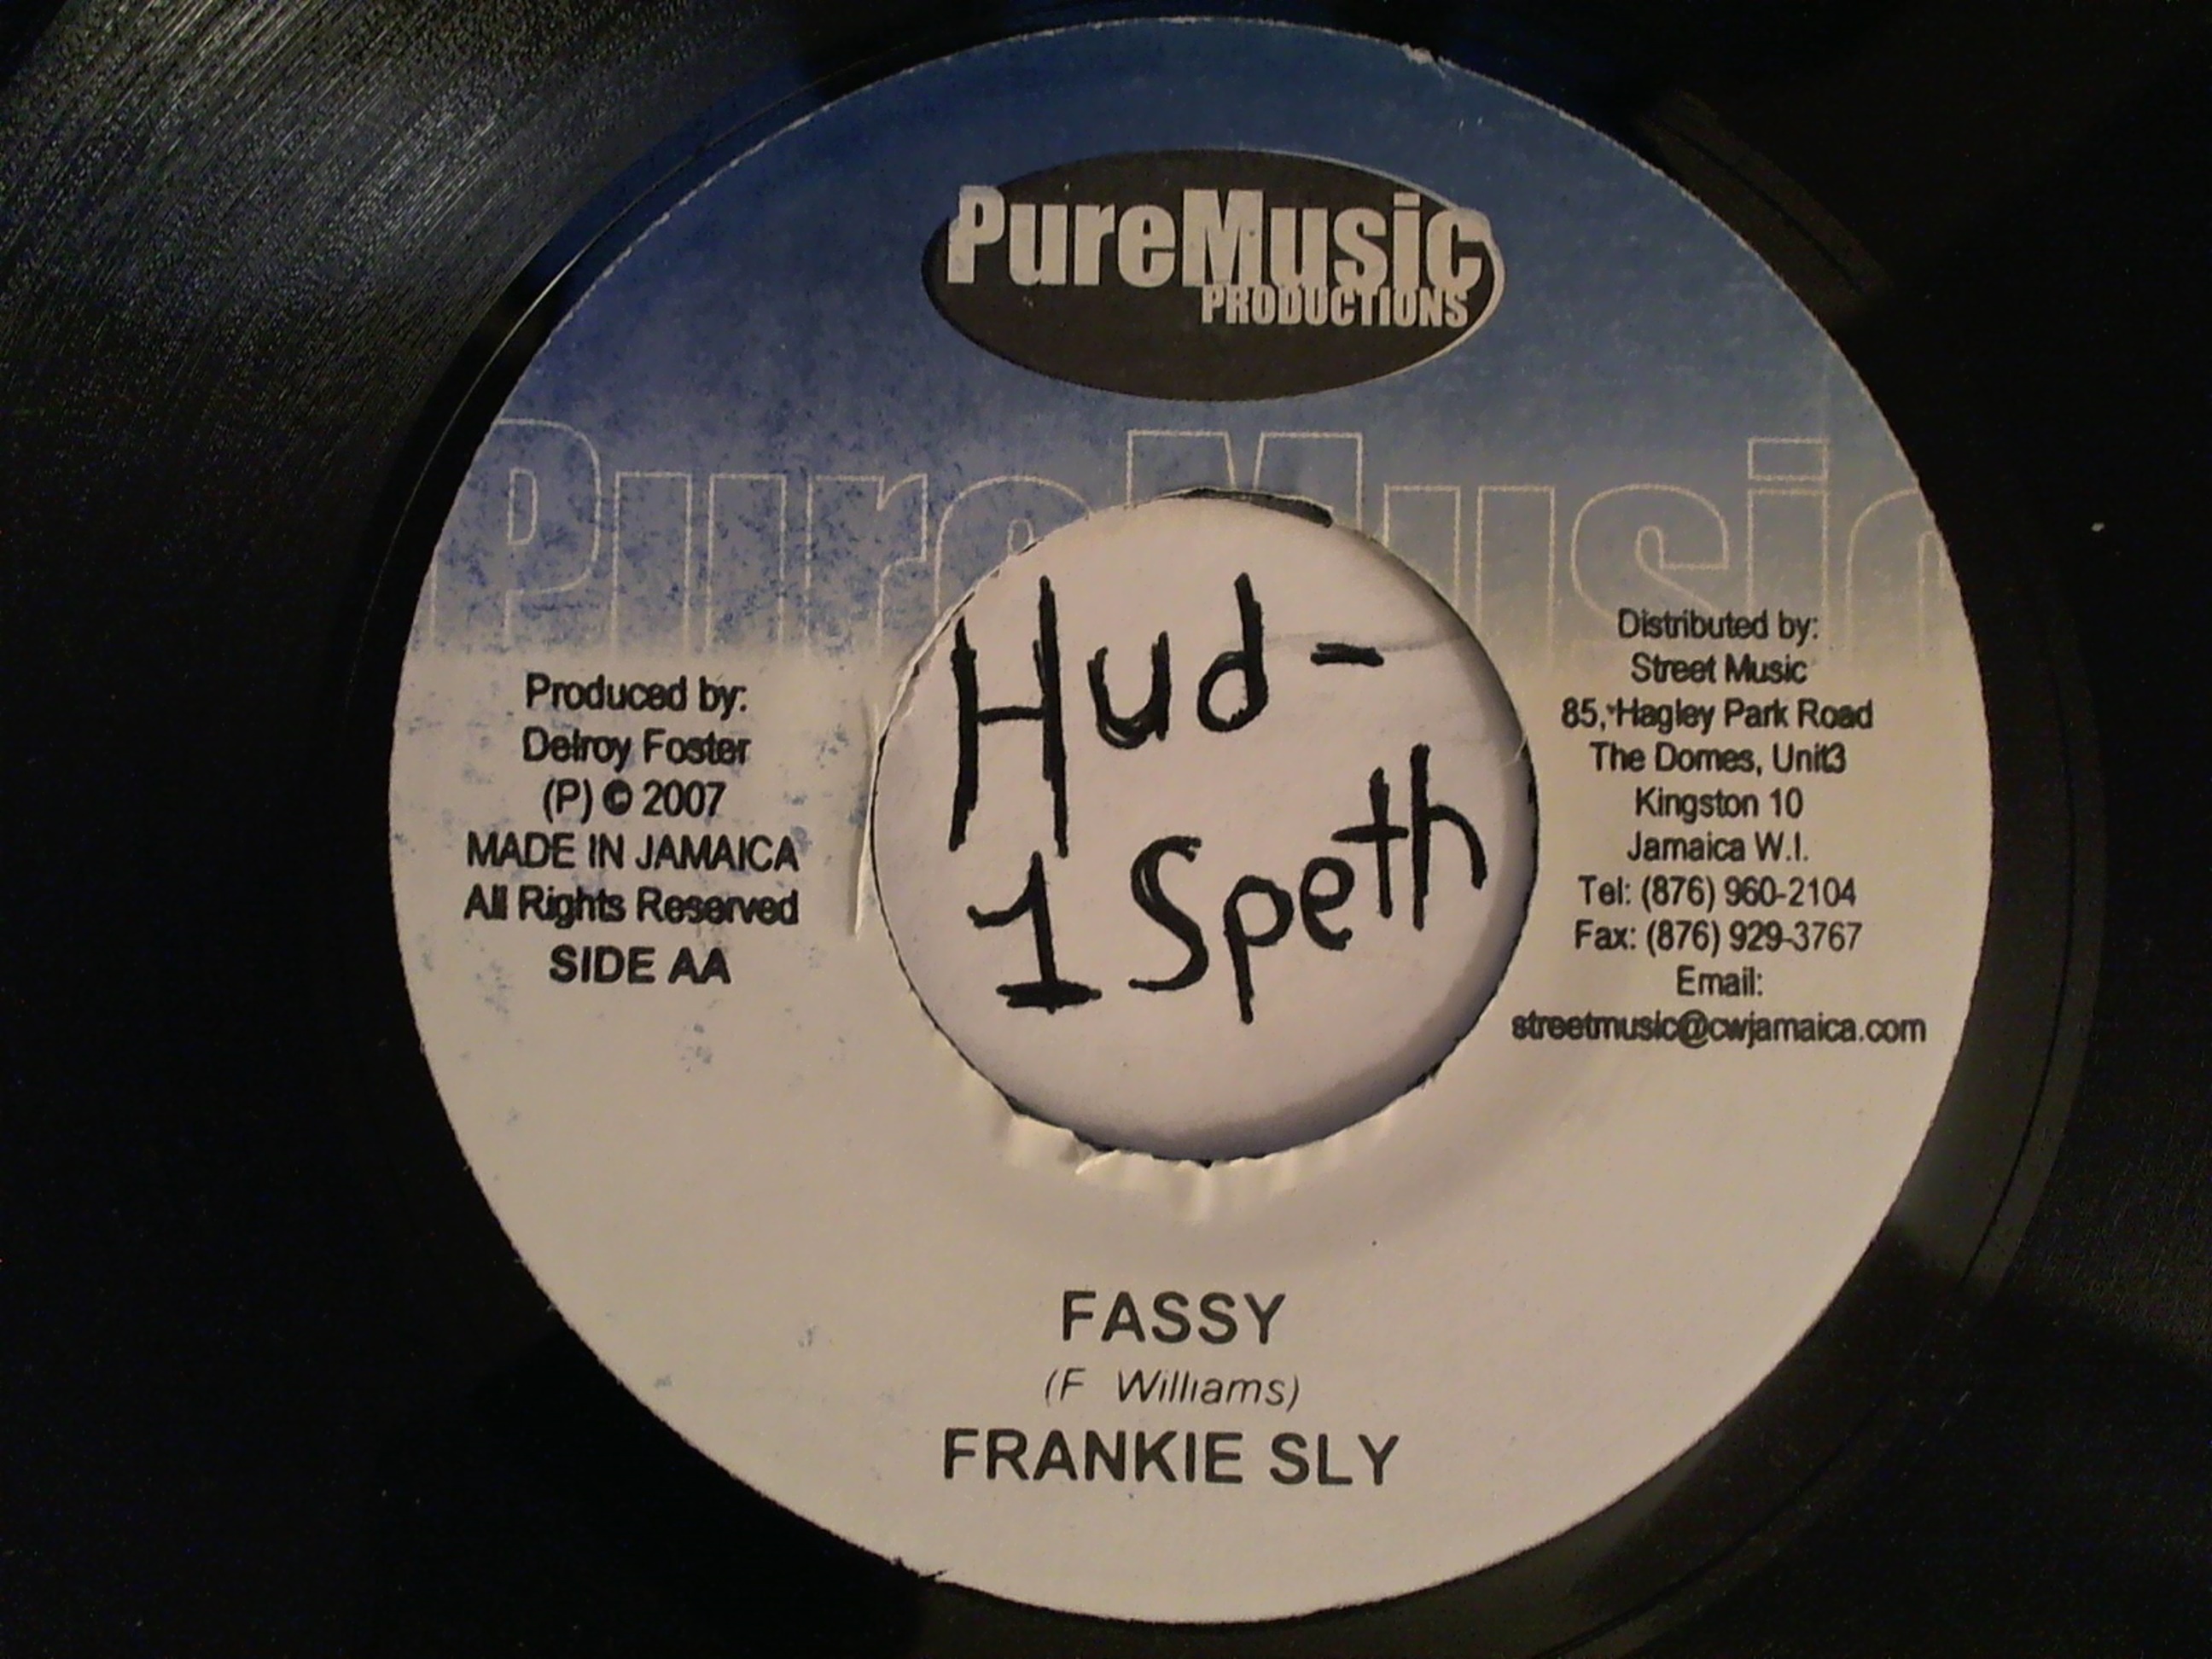 PureMusic
PRODUCTIONS
PureMusic
Produced by:
Delroy Foster
(P) © 2007
MADE IN JAMAICA
All Rights Reserved
SIDE AA
Hud-
1 Speth
Distributed by:
Street Music
85, Hagley Park Road
The Domes, Unit3
Kingston 10
Jamaica W.I.
Tel: (876) 960-2104
Fax: (876) 929-3767
Email:
streetmusic@cwjamaica.com
FASSY
(F Williams)
FRANKIE SLY